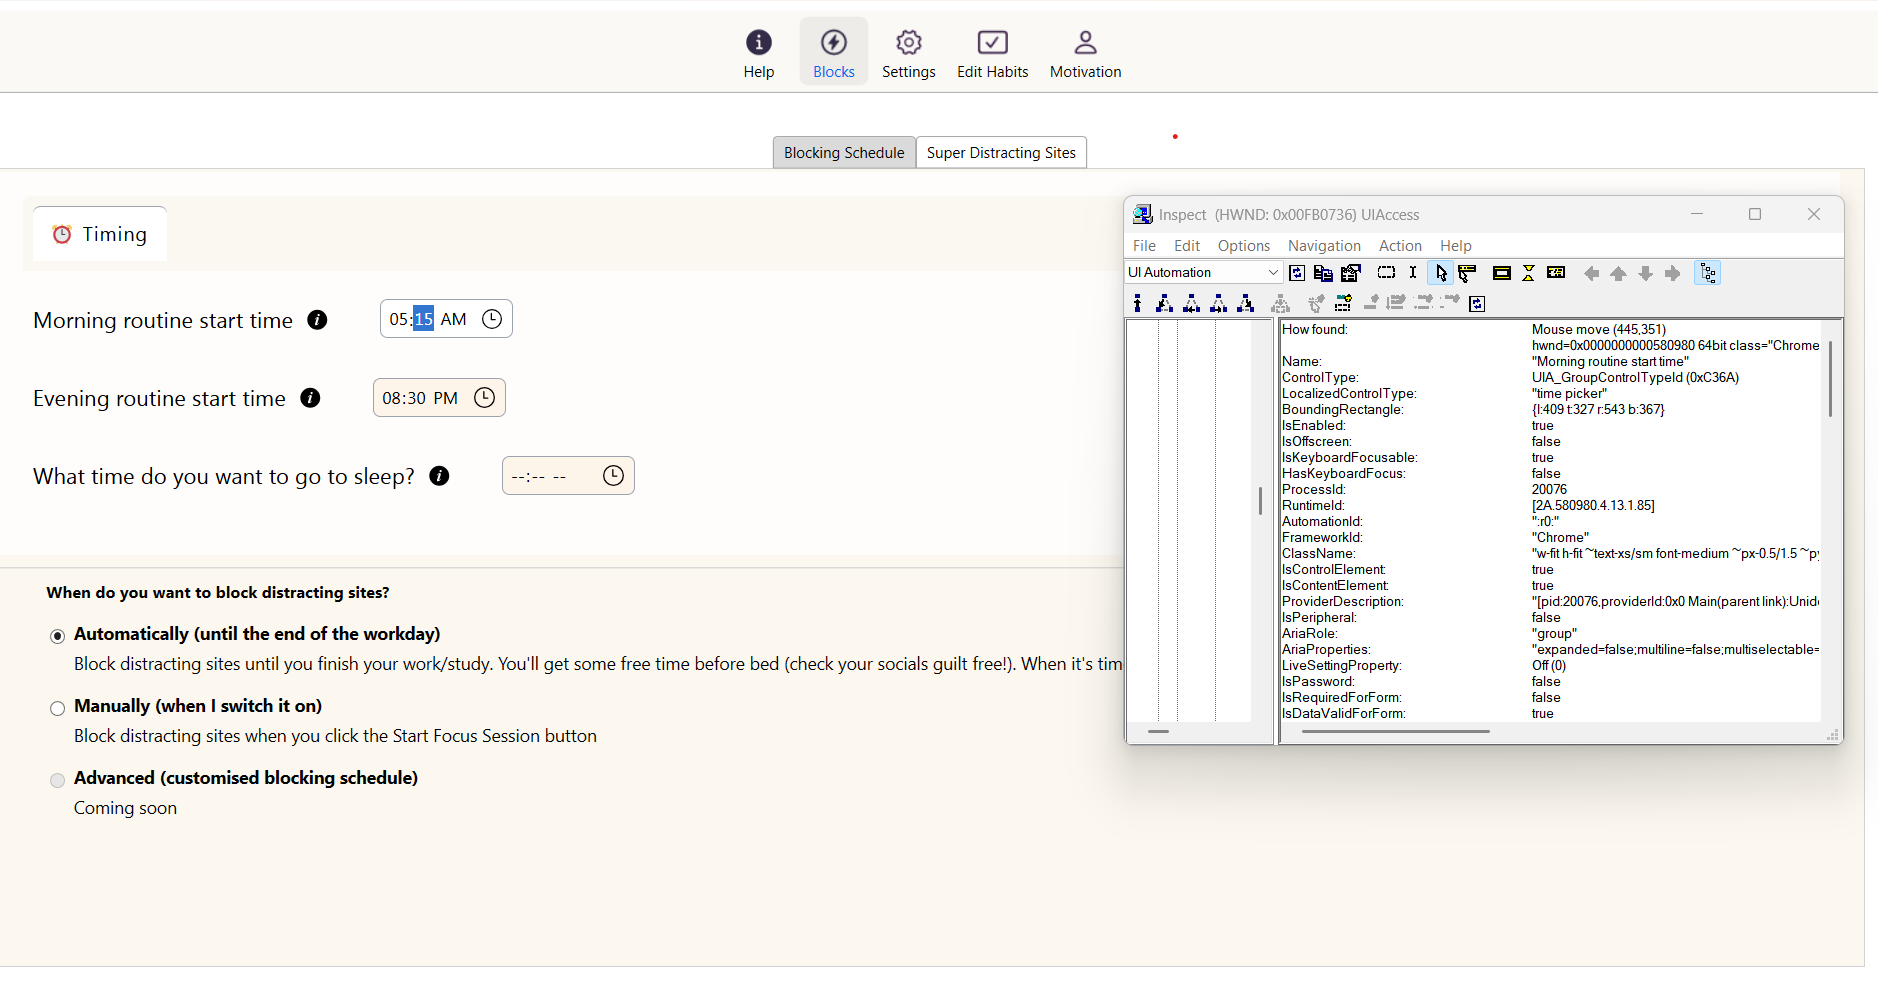 Help
Blocks
Settings
Edit Habits
Motivation
Blocking Schedule
Super Distracting Sites
Timing
Morning routine start time
05:15 AM
Evening routine start time
08:30 PM
What time do you want to go to sleep?
--:-- --
When do you want to block distracting sites?
Automatically (until the end of the workday)
Block distracting sites until you finish your work/study. You'll get some free time before bed (check your socials guilt free!). When it's tim
Manually (when I switch it on)
Block distracting sites when you click the Start Focus Session button
Advanced (customised blocking schedule)
Coming soon
Inspect (HWND: 0x00FB0736) UIAccess
File Edit Options Navigation Action Help
UI Automation
How found: Mouse move (445,351)
hwnd=0x0000000000580980 64bit class="Chrome
Name: "Morning routine start time"
ControlType: UIA_GroupControlTypeId (0xC36A)
LocalizedControlType: "time picker"
BoundingRectangle: {l:409 t:327 r:543 b:367}
IsEnabled: true
IsOffscreen: false
IsKeyboardFocusable: true
HasKeyboardFocus: false
ProcessId: 20076
RuntimeId: [2A.580980.4.13.1.85]
AutomationId: ":r0:"
FrameworkId: "Chrome"
ClassName: "w-fit h-fit ~text-xs/sm font-medium ~px-0.5/1.5 ~py
IsControlElement: true
IsContentElement: true
ProviderDescription: "[pid:20076,providerId:0x0 Main(parent link):Unide
IsPeripheral: false
AriaRole: "group"
AriaProperties: "expanded=false;multiline=false;multiselectable=
LiveSettingProperty: Off (0)
IsPassword: false
IsRequiredForForm: false
IsDataValidForForm: true